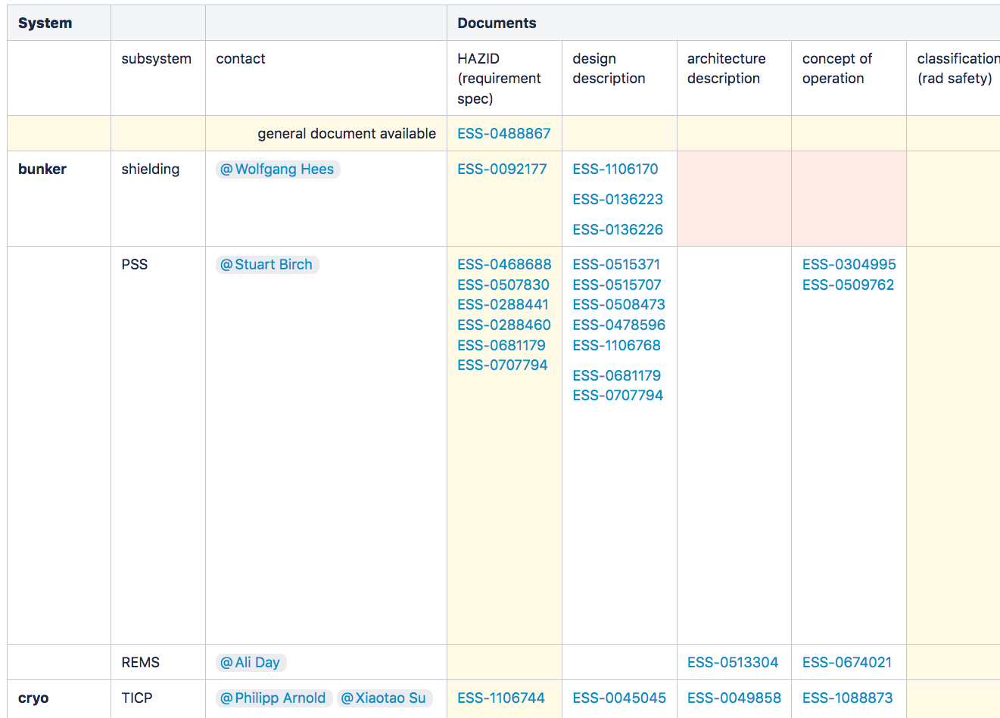 System Documents
subsystem contact HAZID (requirement spec) design description architecture description concept of operation classification (rad safety)
general document available ESS-0488867
bunker shielding @Wolfgang Hees ESS-0092177 ESS-1106170
ESS-0136223
ESS-0136226
PSS @Stuart Birch ESS-0468688 ESS-0515371 ESS-0304995
ESS-0507830 ESS-0515707 ESS-0509762
ESS-0288441 ESS-0508473
ESS-0288460 ESS-0478596
ESS-0681179 ESS-1106768
ESS-0707794
ESS-0681179
ESS-0707794
REMS @Ali Day ESS-0513304 ESS-0674021
cryo TICP @Philipp Arnold @Xiaotao Su ESS-1106744 ESS-0045045 ESS-0049858 ESS-1088873